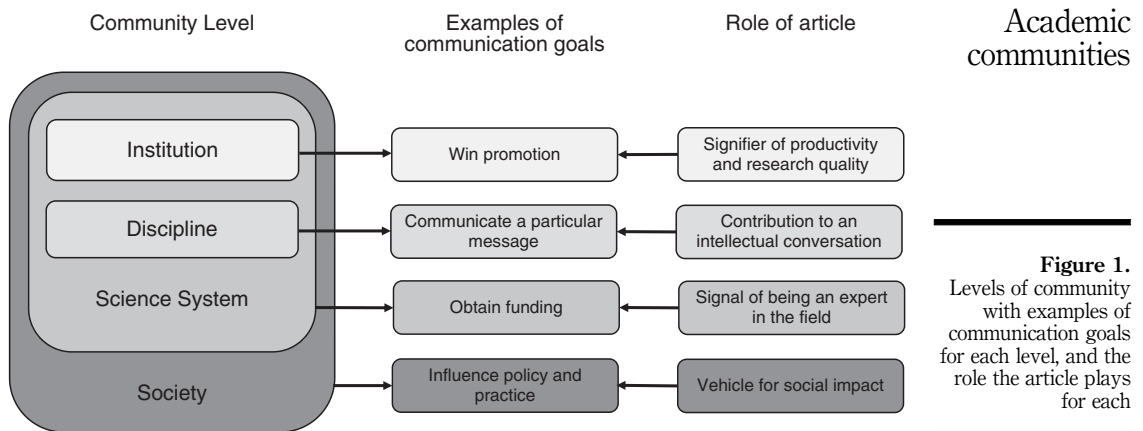 Community Level
Examples of
communication goals
Role of article
Academic
communities
Institution
Win promotion
Signifier of productivity
and research quality
Discipline
Communicate a particular
message
Contribution to an
intellectual conversation
Science System
Obtain funding
Signal of being an expert
in the field
Society
Influence policy and
practice
Vehicle for social impact
Figure 1.
Levels of community
with examples of
communication goals
for each level, and the
role the article plays
for each